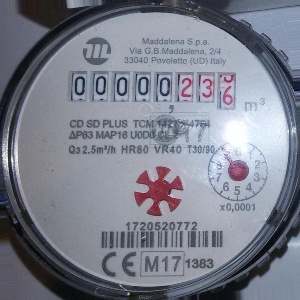 Maddalena S.p.a.
Via G.B.Maddalena, 2/4
33040 Povoletto (UD) Italy
00000236 m³
CD SD PLUS TCM
ΔP63 MAP16 U0D0
Q₃ 2.5m³/h HR80 VR40 T30/90
x0,0001
1720520772
CE M17 1383